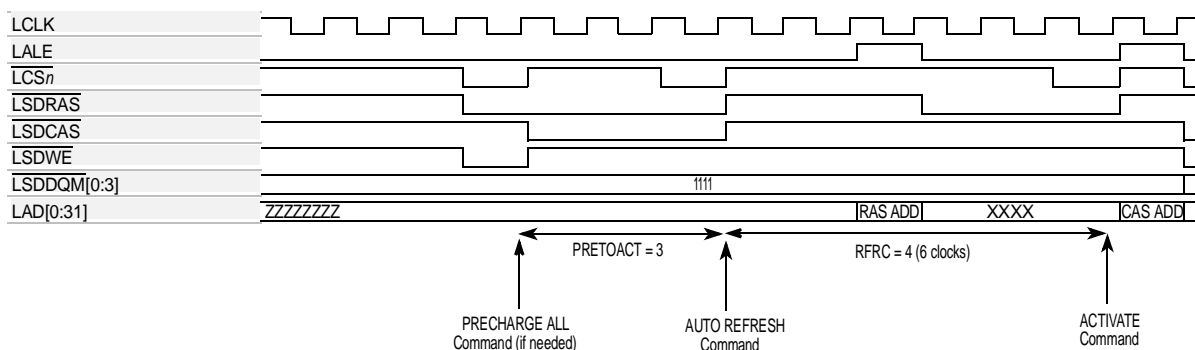 LCLK
LALE
LCSn
LSDRAS
LSDCAS
LSDWE
LSDDQM[0:3] 1111
LAD[0:31] ZZZZZZZZ RAS ADD XXXX CAS ADD
PRETOACT = 3 RFRC = 4 (6 clocks)
PRECHARGE ALL AUTO REFRESH ACTIVATE
Command (if needed) Command Command